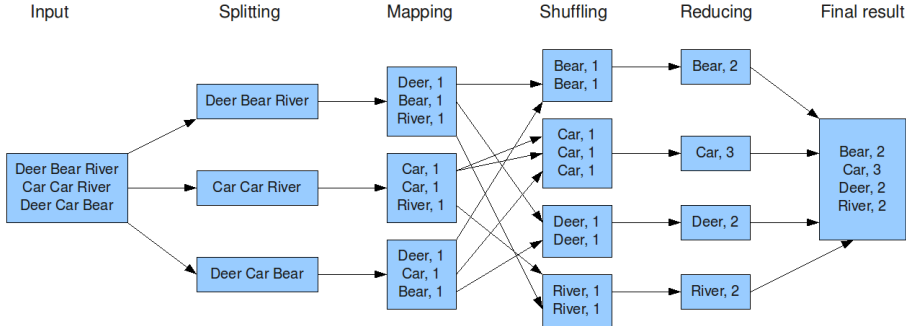 Input
Splitting
Mapping
Shuffling
Reducing
Final result
Deer Bear River
Car Car River
Deer Car Bear
Deer Bear River
Car Car River
Deer Car Bear
Deer, 1
Bear, 1
River, 1
Car, 1
Car, 1
River, 1
Deer, 1
Car, 1
Bear, 1
Bear, 1
Bear, 1
Car, 1
Car, 1
Car, 1
Deer, 1
Deer, 1
River, 1
River, 1
Bear, 2
Car, 3
Deer, 2
River, 2
Bear, 2
Car, 3
Deer, 2
River, 2